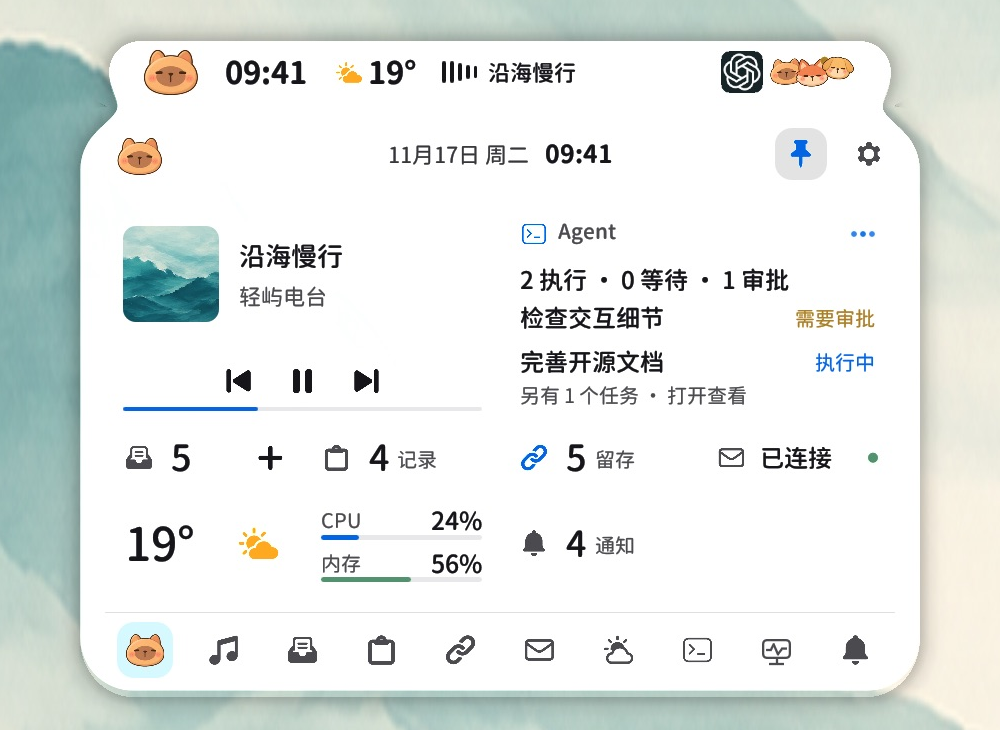 09:41 19° 沿海慢行
11月17日 周二 09:41
沿海慢行
轻屿电台
Agent
2 执行 · 0 等待 · 1 审批
检查交互细节 需要审批
完善开源文档 执行中
另有 1 个任务 · 打开查看
5
4 记录
5 留存
已连接
19°
CPU 24%
内存 56%
4 通知